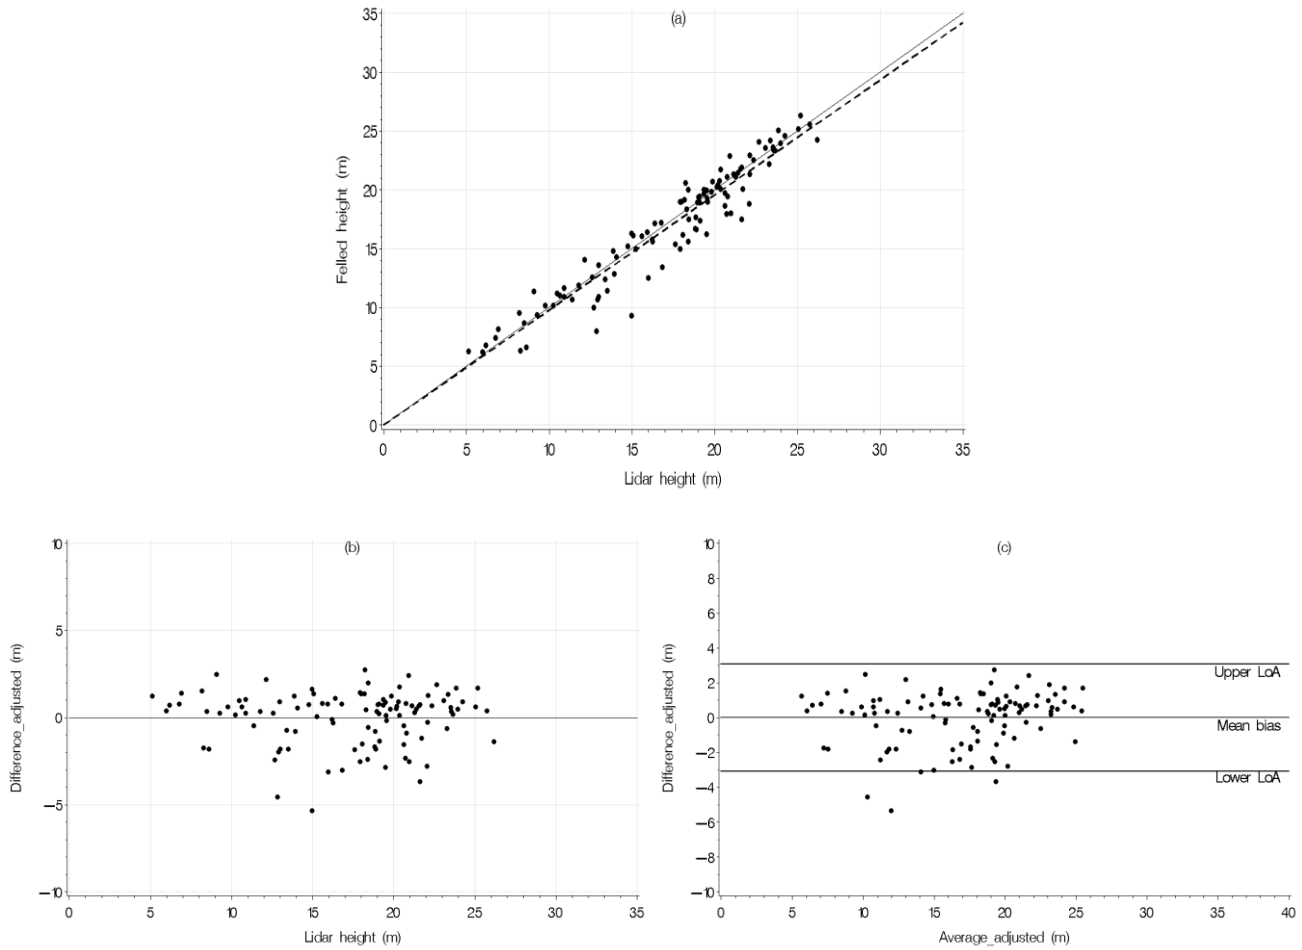 (a)
35
30
25
20
15
10
5
0
Felled height (m)
0 5 10 15 20 25 30 35
Lidar height (m)
(b)
10
5
0
−5
−10
Difference_adjusted (m)
0 5 10 15 20 25 30 35
Lidar height (m)
(c)
10
8
6
4
2
0
−2
−4
−6
−8
−10
Difference_adjusted (m)
Upper LoA
Mean bias
Lower LoA
0 5 10 15 20 25 30 35 40
Average_adjusted (m)